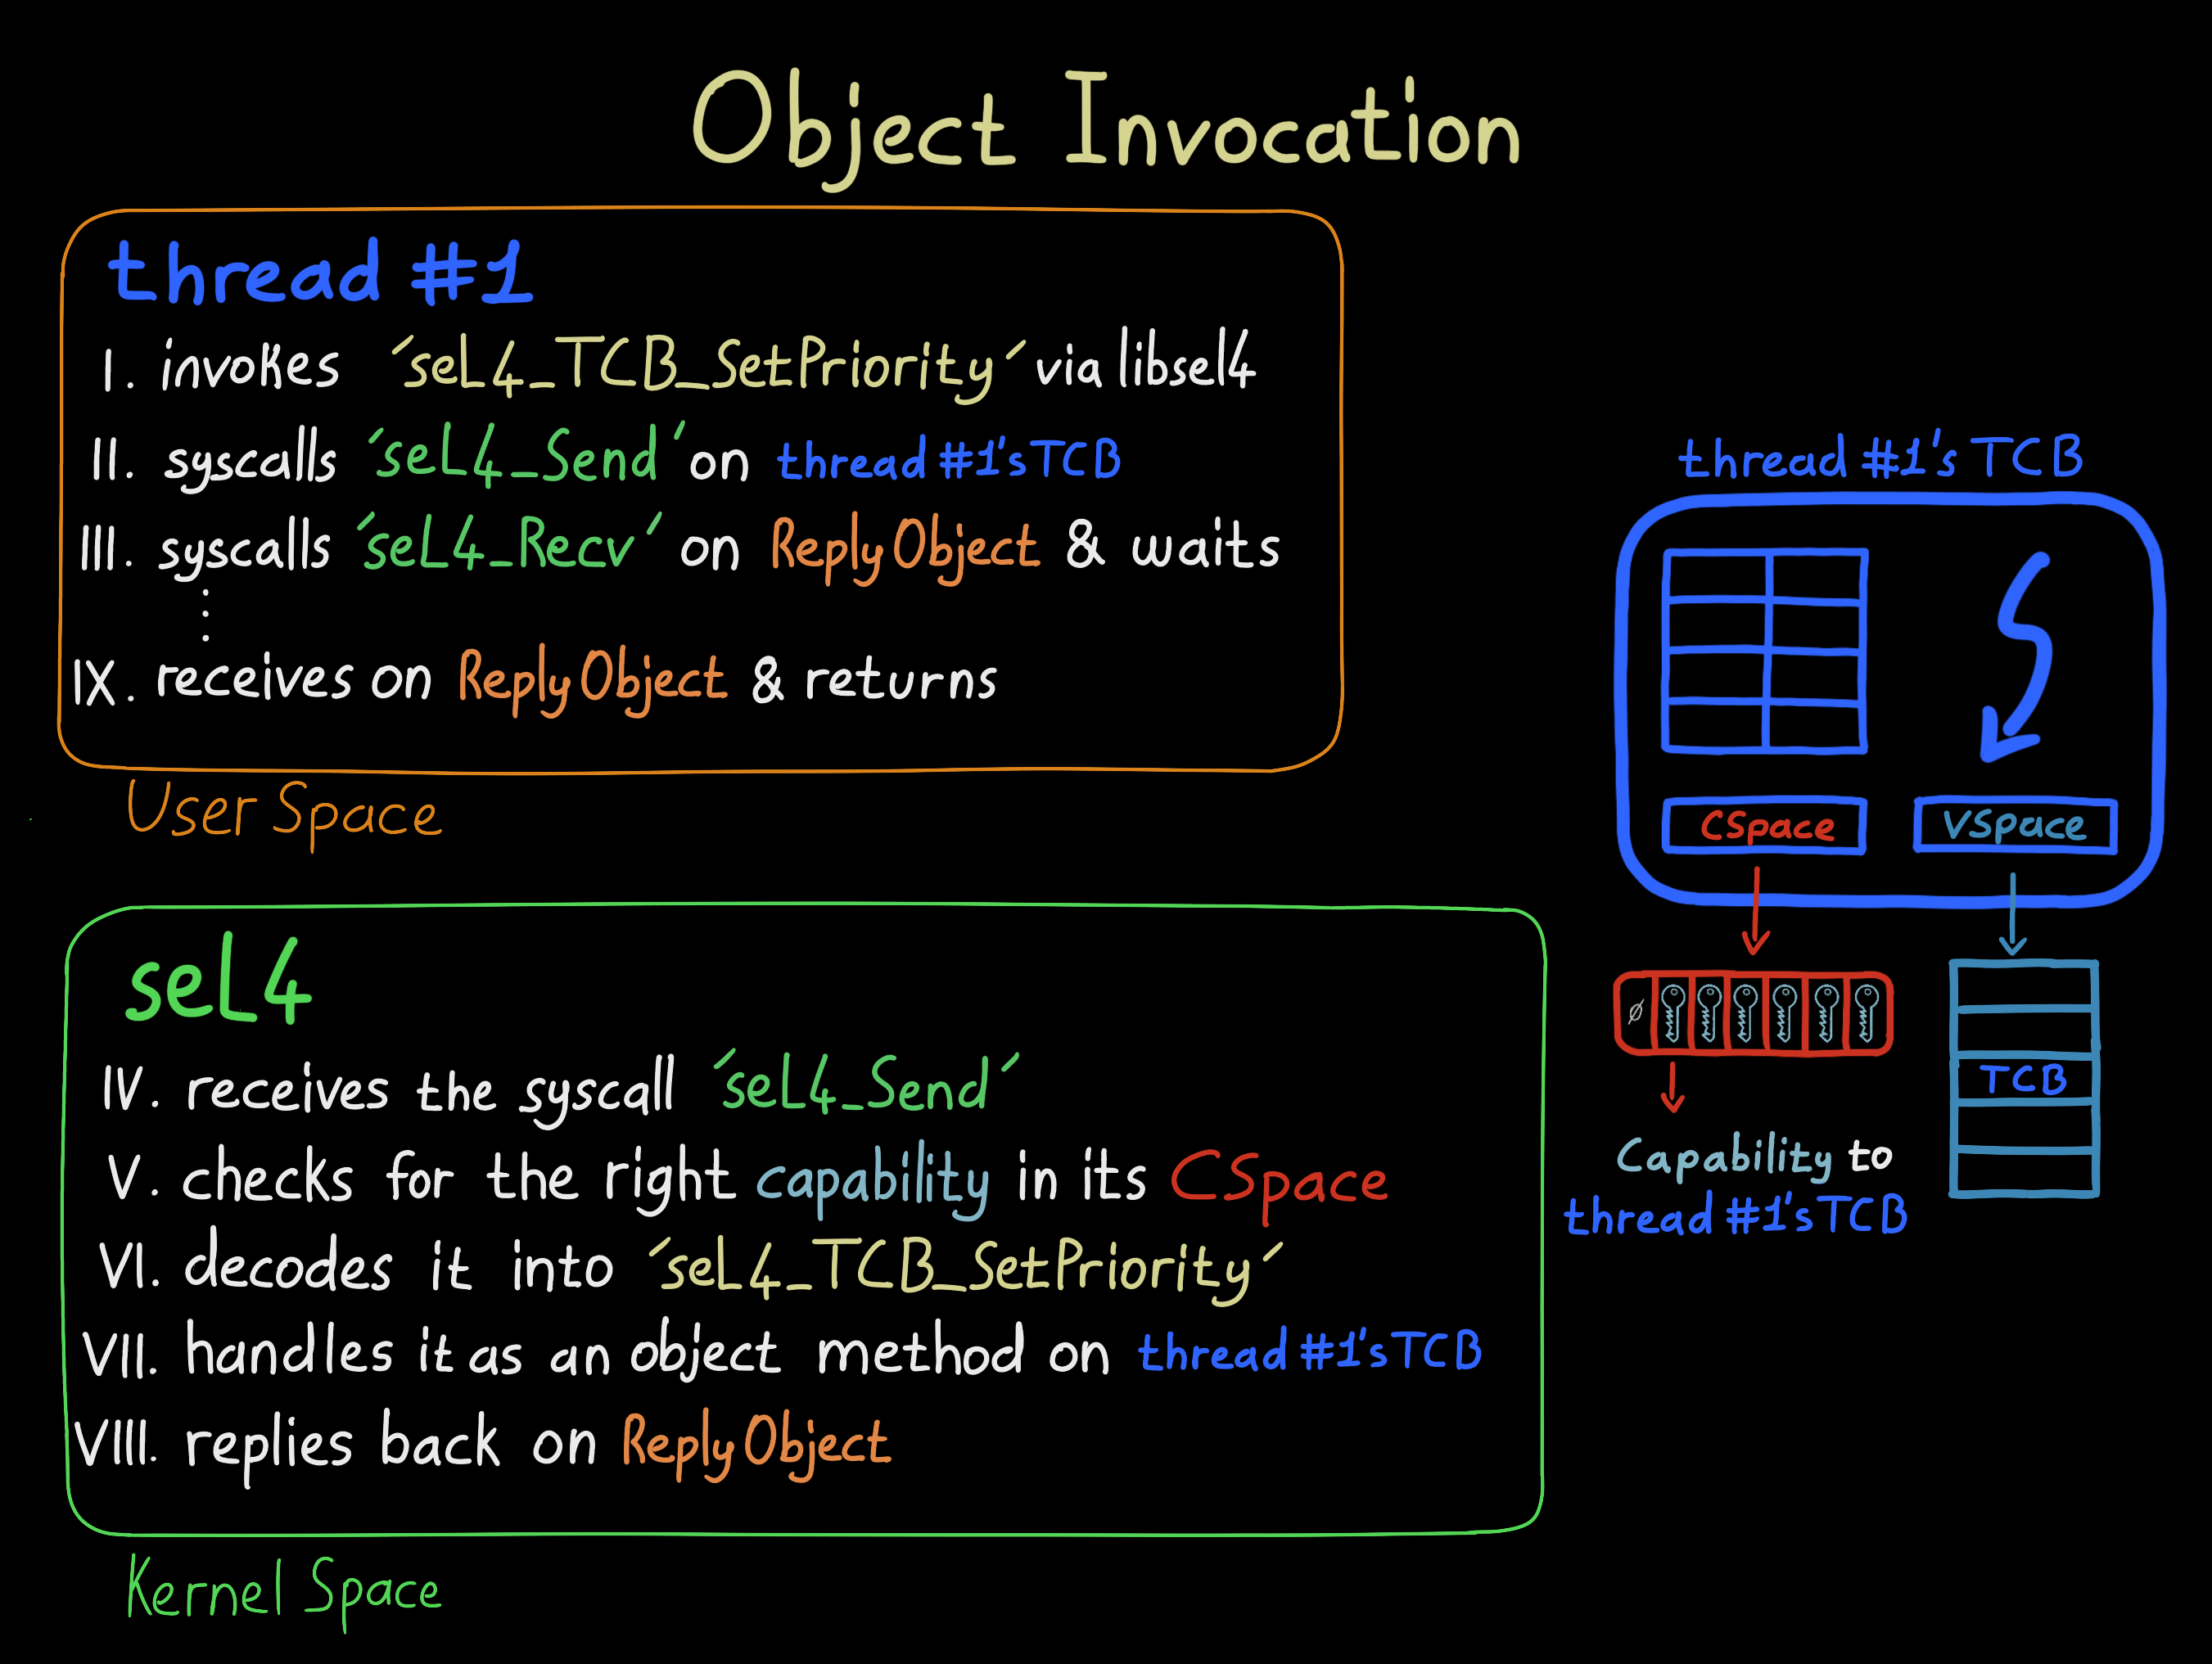 Object Invocation
thread #1
I. invokes ´seL4_TCB_SetPriority´ via libsel4
II. syscalls ´seL4_Send´ on thread #1's TCB
III. syscalls ´seL4_Recv´ on Reply Object & waits
⋮
IX. receives on Reply Object & returns
User Space
seL4
IV. receives the syscall ´seL4_Send´
V. checks for the right capability in its CSpace
VI. decodes it into ´seL4_TCB_SetPriority´
VII. handles it as an object method on thread #1's TCB
VIII. replies back on Reply Object
Kernel Space
thread #1's TCB
CSpace
VSpace
Ø
TCB
Capability to
thread #1's TCB